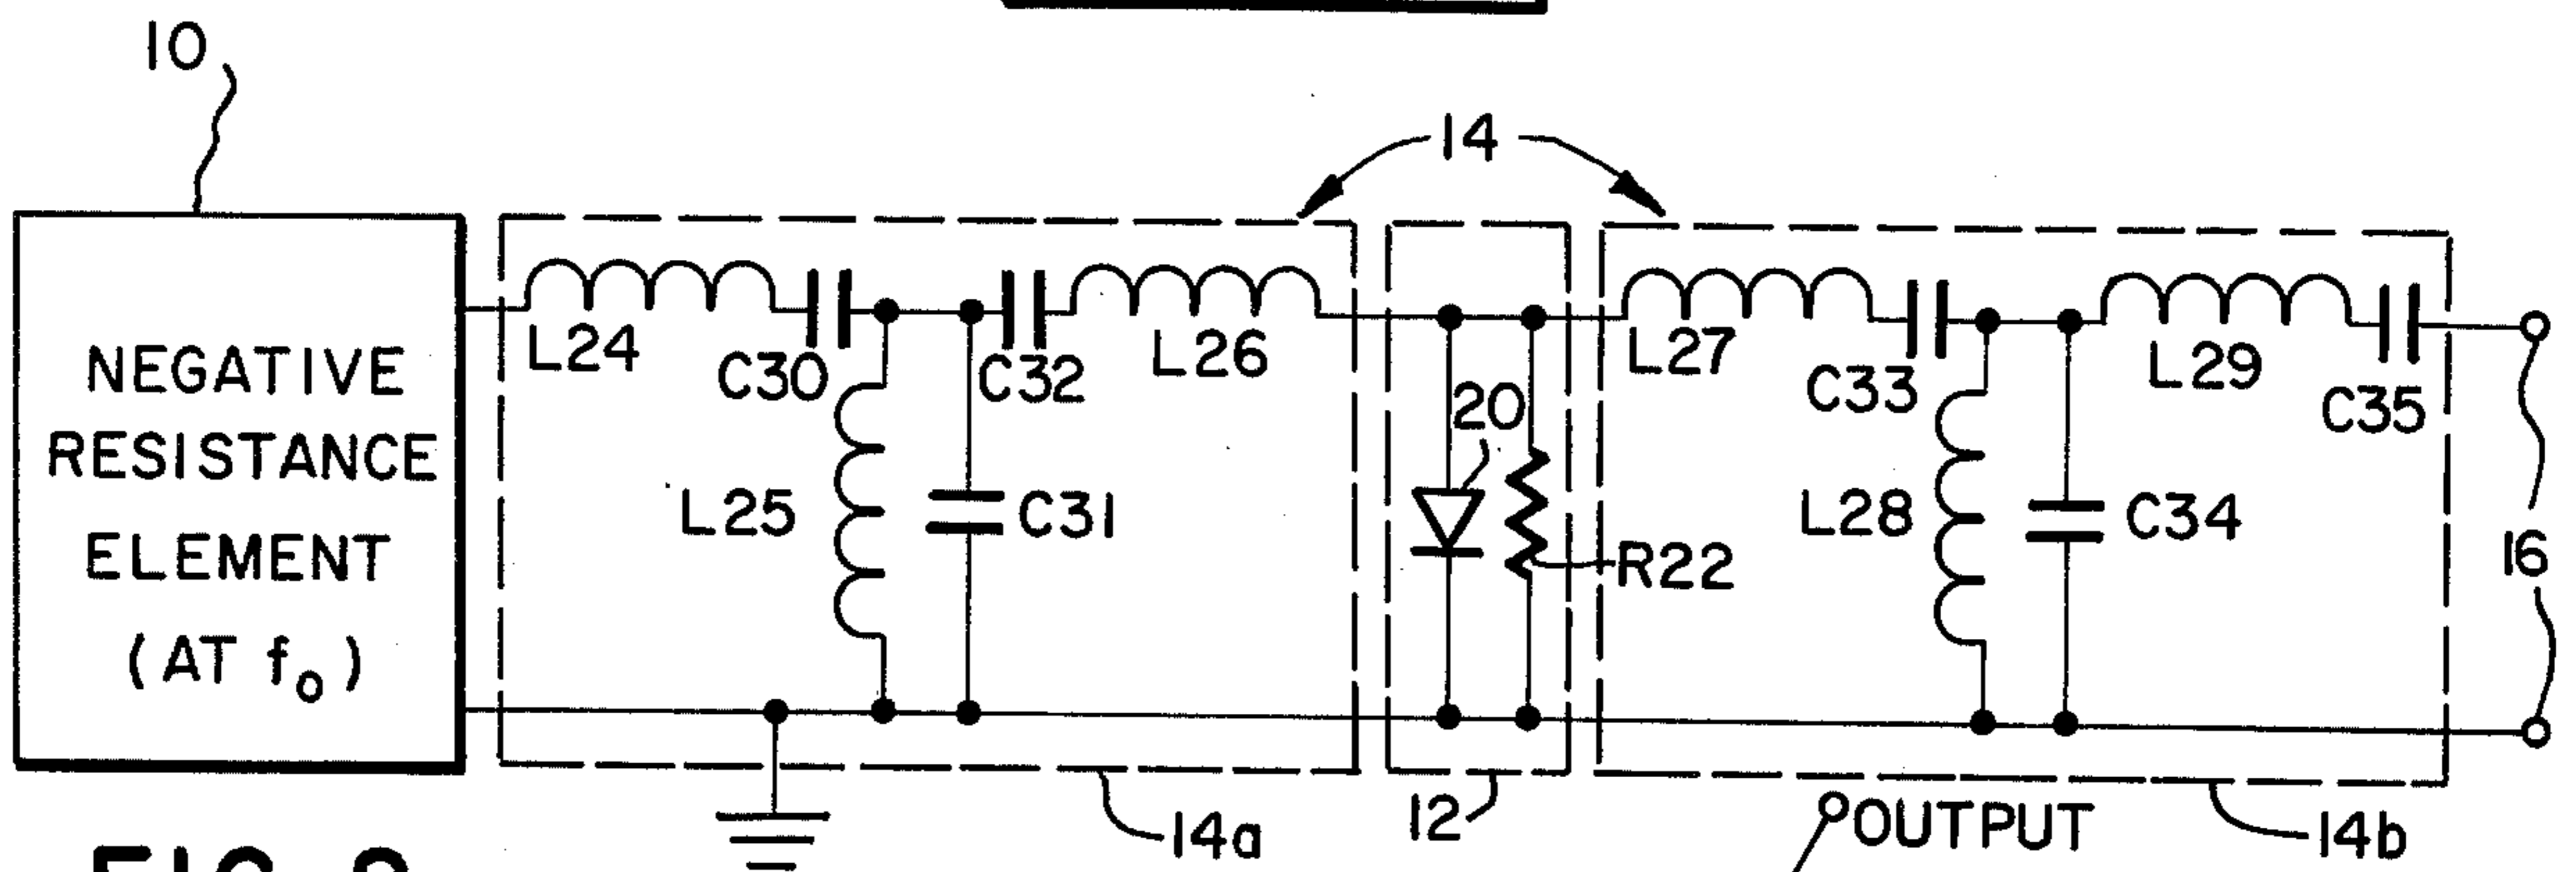 10
14
L24
C30
C32
L26
L27
C33
L29
C35
NEGATIVE
RESISTANCE
ELEMENT
(AT f₀)
L25
C31
20
R22
L28
C34
16
14a
12
OUTPUT
14b